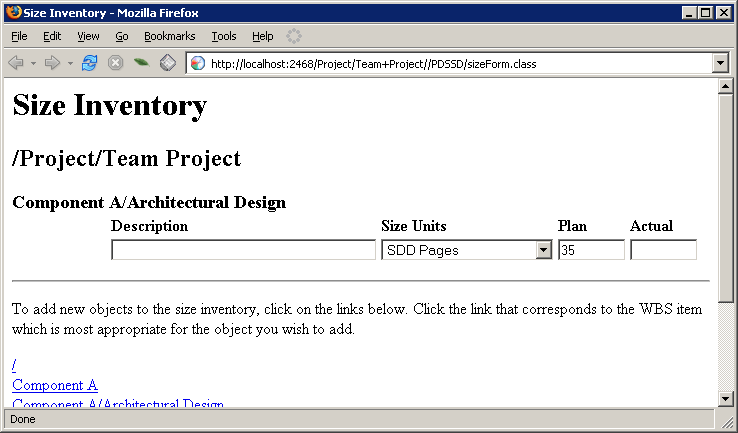 Size Inventory - Mozilla Firefox
File Edit View Go Bookmarks Tools Help
http://localhost:2468/Project/Team+Project//PDSSD/sizeForm.class
Size Inventory
/Project/Team Project
Component A/Architectural Design
Description Size Units Plan Actual
SDD Pages 35
To add new objects to the size inventory, click on the links below. Click the link that corresponds to the WBS item
which is most appropriate for the object you wish to add.
/
Component A
Component A/Architectural Design
Done